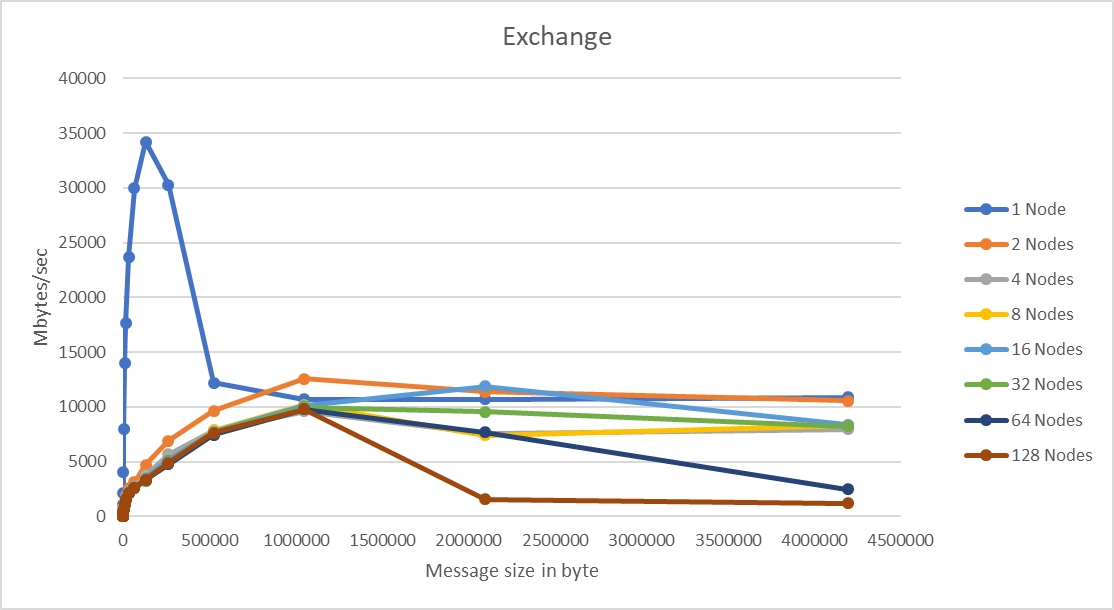 Exchange
40000
35000
30000
25000
20000
15000
10000
5000
0
Mbytes/sec
0 500000 1000000 1500000 2000000 2500000 3000000 3500000 4000000 4500000
Message size in byte
1 Node
2 Nodes
4 Nodes
8 Nodes
16 Nodes
32 Nodes
64 Nodes
128 Nodes